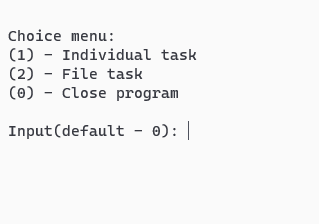 Choice menu:
(1) – Individual task
(2) – File task
(0) – Close program
Input(default – 0):